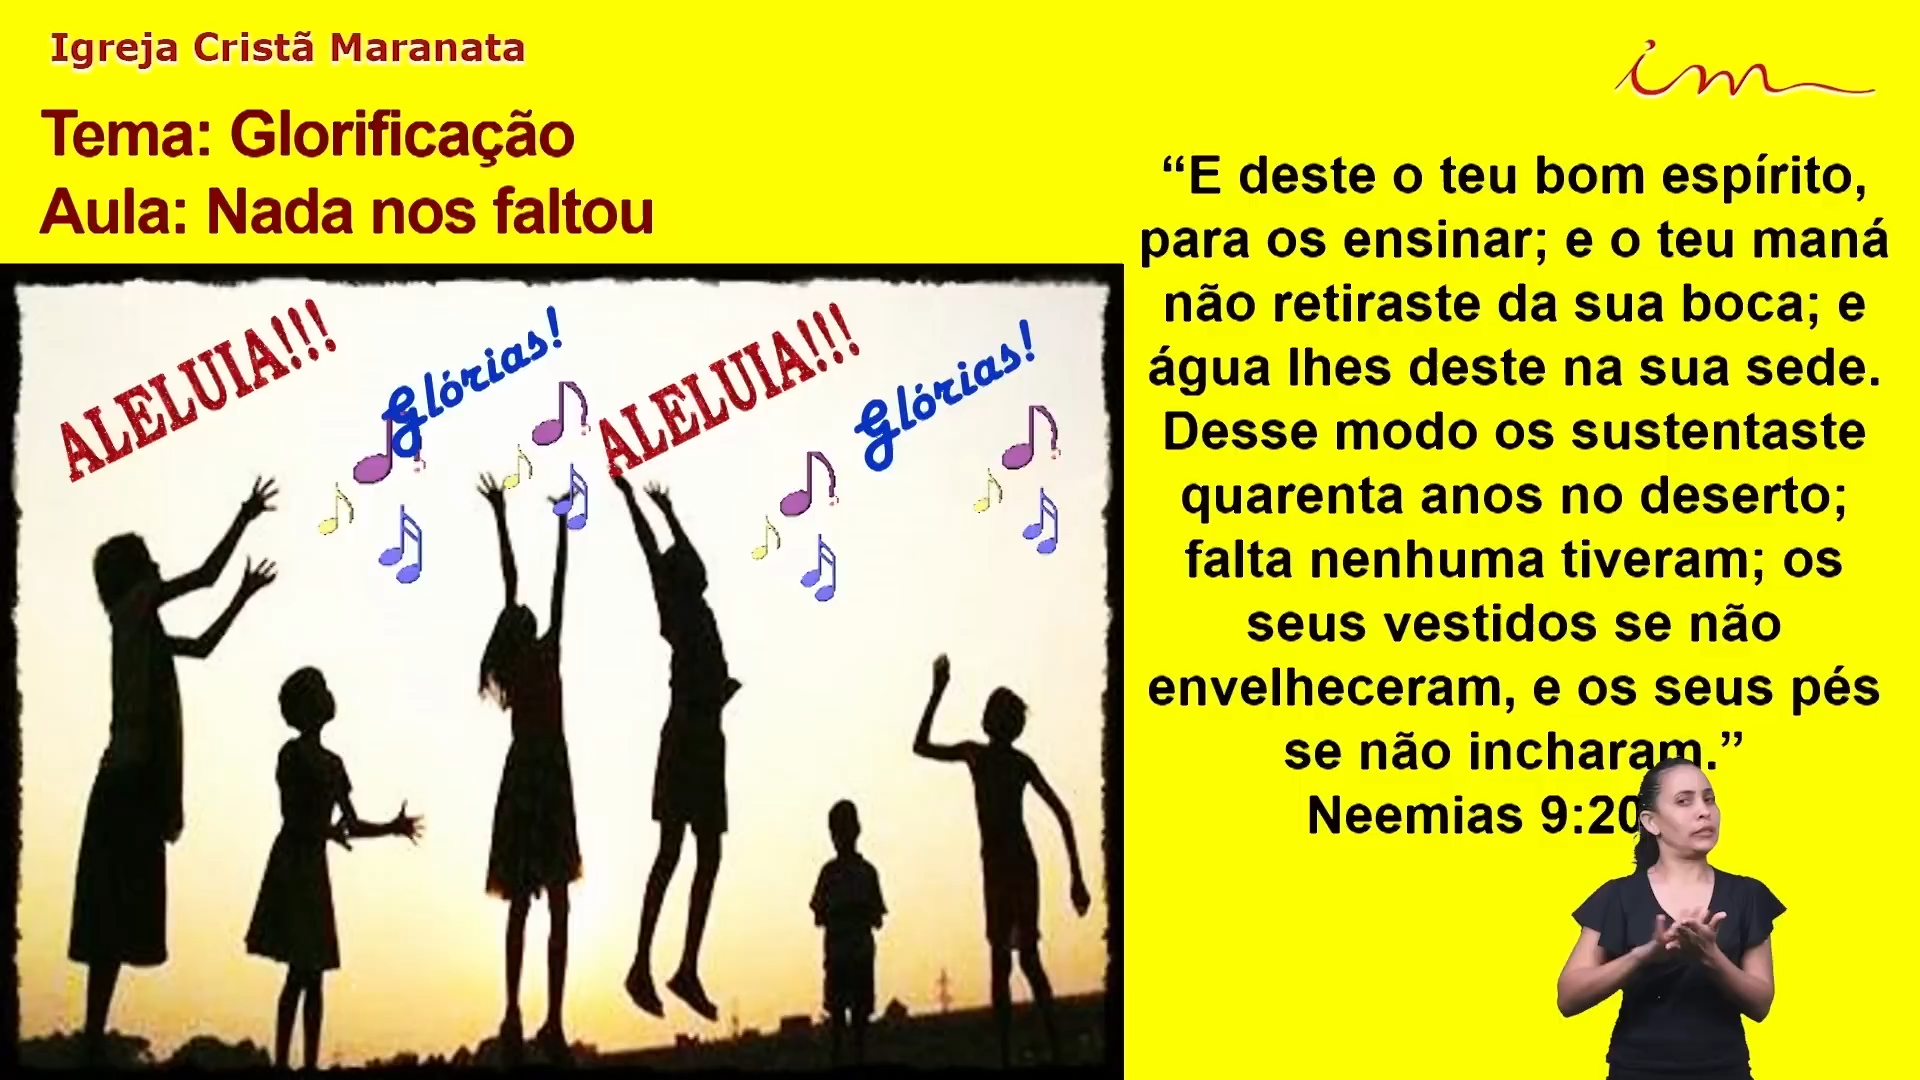 Igreja Cristã Maranata
im
Tema: Glorificação
Aula: Nada nos faltou
ALELUIA!!!
Glórias!
ALELUIA!!!
Glórias!
“E deste o teu bom espírito,
para os ensinar; e o teu maná
não retiraste da sua boca; e
água lhes deste na sua sede.
Desse modo os sustentaste
quarenta anos no deserto;
falta nenhuma tiveram; os
seus vestidos se não
envelheceram, e os seus pés
se não incharam.”
Neemias 9:20